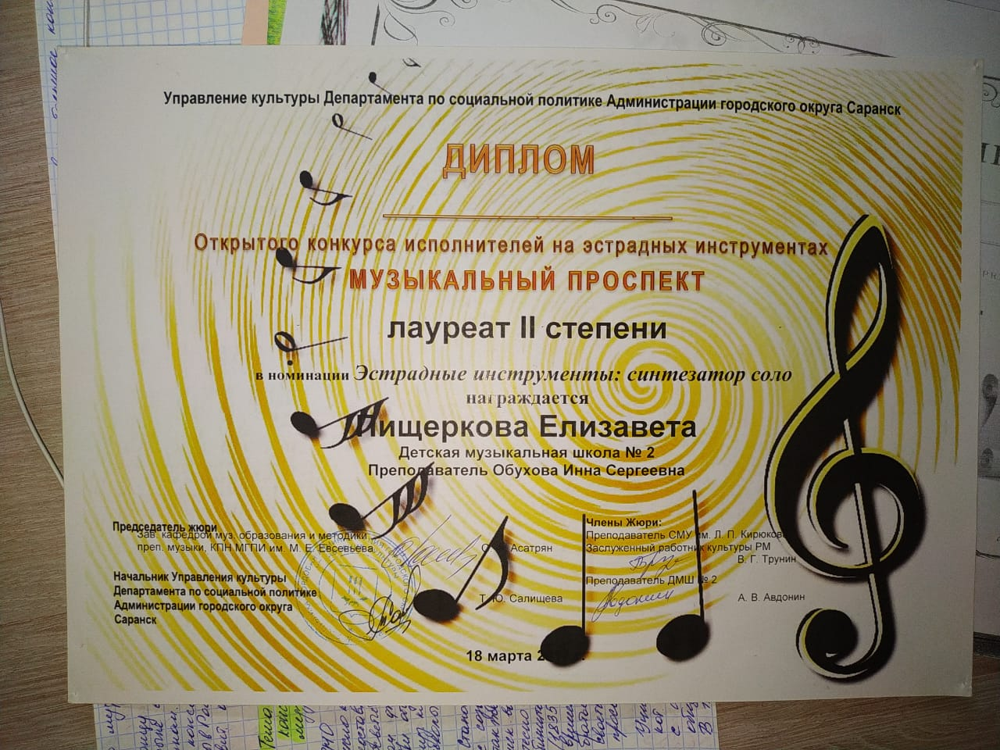 Управление культуры Департамента по социальной политике Администрации городского округа Саранск
ДИПЛОМ
Открытого конкурса исполнителей на эстрадных инструментах
МУЗЫКАЛЬНЫЙ ПРОСПЕКТ
лауреат II степени
в номинации Эстрадные инструменты: синтезатор соло
награждается
Пищеркова Елизавета
Детская музыкальная школа № 2
Преподаватель Обухова Инна Сергеевна
Председатель жюри
Зав. кафедрой муз. образования и методики
преп. музыки, КПН МГПИ им. М. Е. Евсевьева
Асатрян
Начальник Управления культуры
Департамента по социальной политике
Администрации городского округа
Саранск
Т. Ю. Салищева
Члены Жюри:
Преподаватель СМУ им. Л. П. Кирюкова
Заслуженный работник культуры РМ
В. Г. Трунин
Преподаватель ДМШ № 2
А. В. Авдонин
18 марта